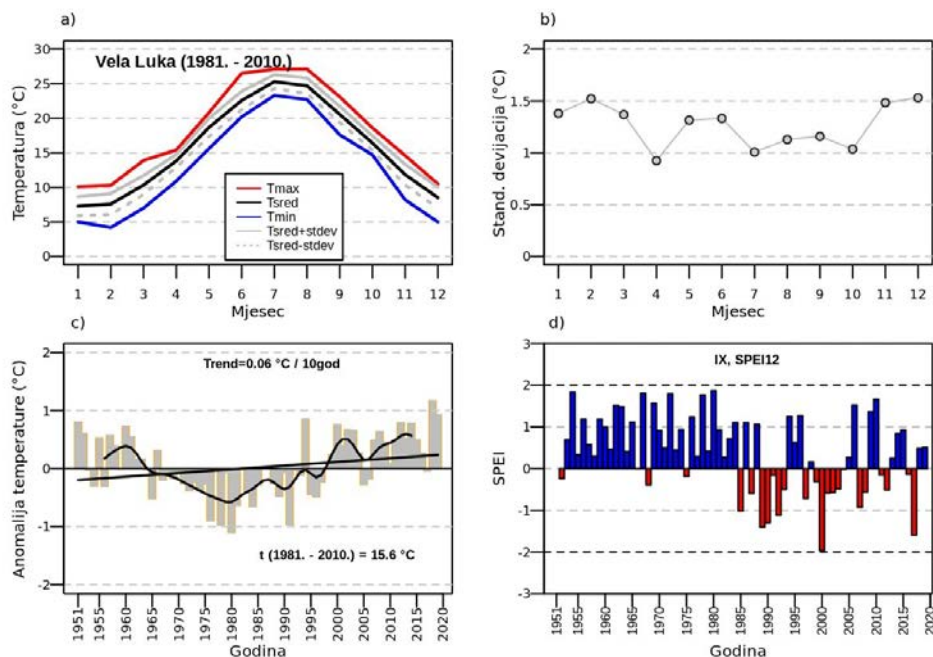 a)
Vela Luka (1981. - 2010.)
Temperatura (°C)
30
25
20
15
10
5
0
Tmax
Tsred
Tmin
Tsred+stdev
Tsred-stdev
1 2 3 4 5 6 7 8 9 10 11 12
Mjesec
b)
Stand. devijacija (°C)
2
1.5
1
0.5
0
1 2 3 4 5 6 7 8 9 10 11 12
Mjesec
c)
Trend=0.06 °C / 10god
Anomalija temperature (°C)
2
1
0
-1
-2
t (1981. - 2010.) = 15.6 °C
1951 1955 1960 1965 1970 1975 1980 1985 1990 1995 2000 2005 2010 2015 2020
Godina
d)
IX, SPEI12
SPEI
3
2
1
0
-1
-2
-3
1951 1955 1960 1965 1970 1975 1980 1985 1990 1995 2000 2005 2010 2015 2020
Godina